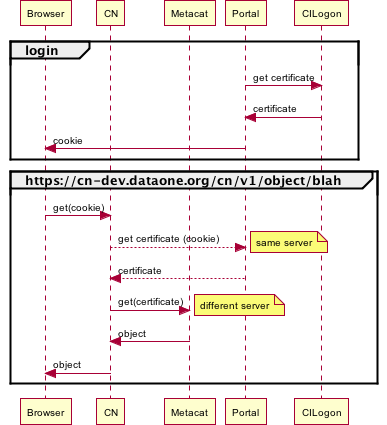 Browser CN Metacat Portal CILogon
login
get certificate
certificate
cookie
https://cn-dev.dataone.org/cn/v1/object/blah
get(cookie)
get certificate (cookie) same server
certificate
get(certificate) different server
object
object
Browser CN Metacat Portal CILogon